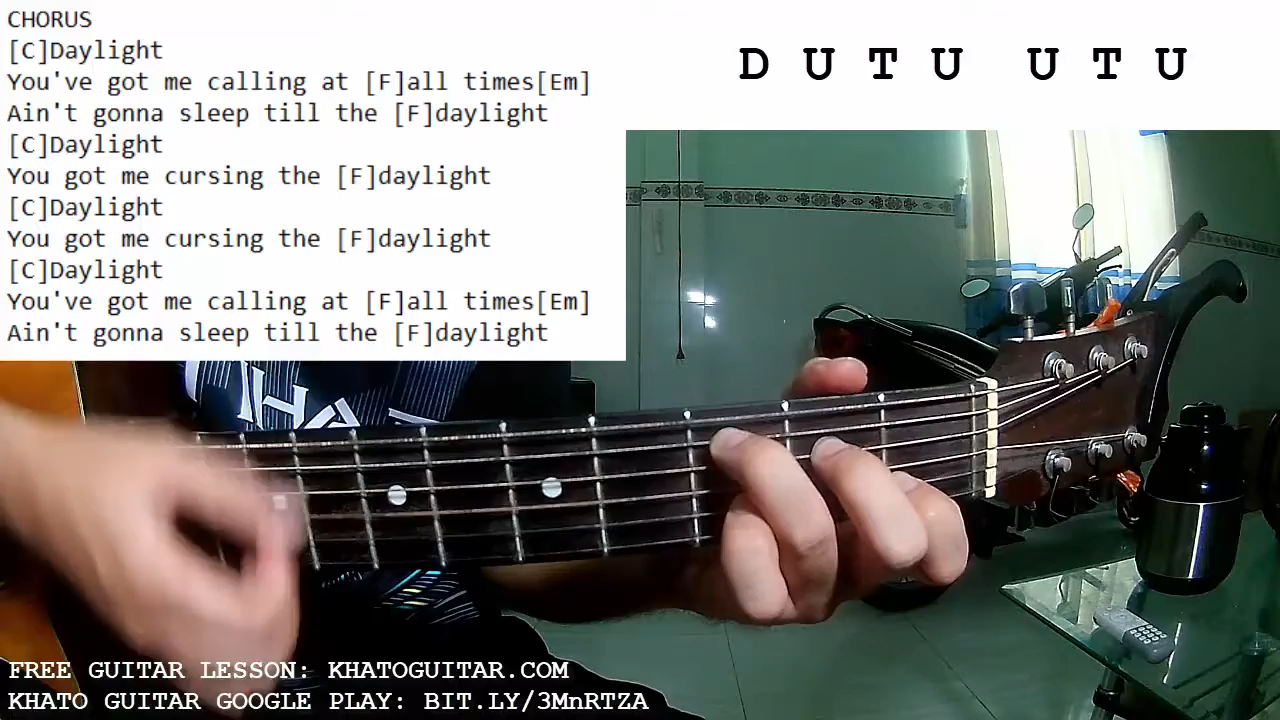 CHORUS
[C]Daylight
You've got me calling at [F]all times[Em]
Ain't gonna sleep till the [F]daylight
[C]Daylight
You got me cursing the [F]daylight
[C]Daylight
You got me cursing the [F]daylight
[C]Daylight
You've got me calling at [F]all times[Em]
Ain't gonna sleep till the [F]daylight
D U T U U T U
FREE GUITAR LESSON: KHATOGUITAR.COM
KHATO GUITAR GOOGLE PLAY: BIT.LY/3MnRTZA